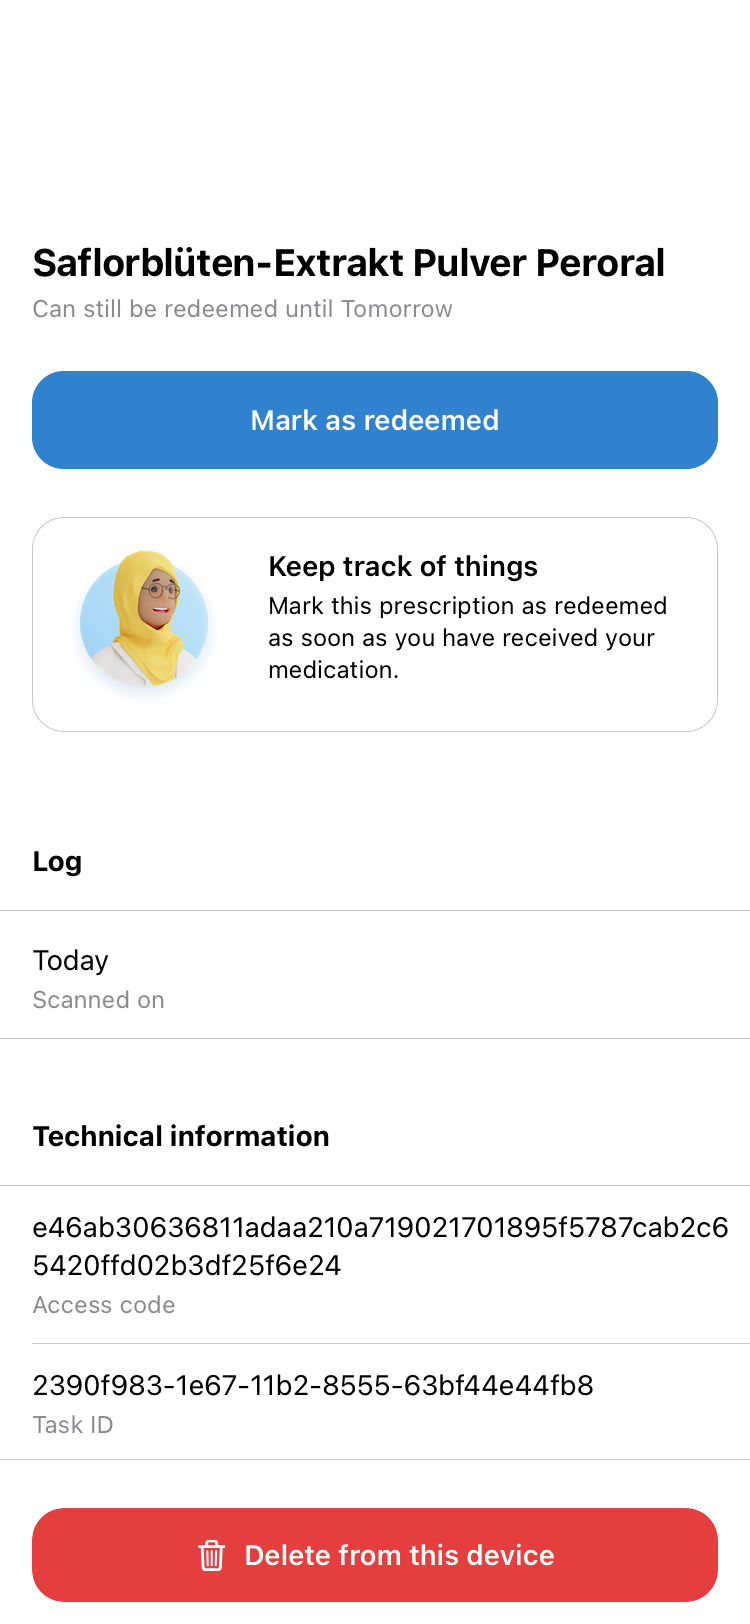 Saflorblüten-Extrakt Pulver Peroral
Can still be redeemed until Tomorrow
Mark as redeemed
Keep track of things
Mark this prescription as redeemed
as soon as you have received your
medication.
Log
Today
Scanned on
Technical information
e46ab30636811adaa210a719021701895f5787cab2c6
5420ffd02b3df25f6e24
Access code
2390f983-1e67-11b2-8555-63bf44e44fb8
Task ID
Delete from this device